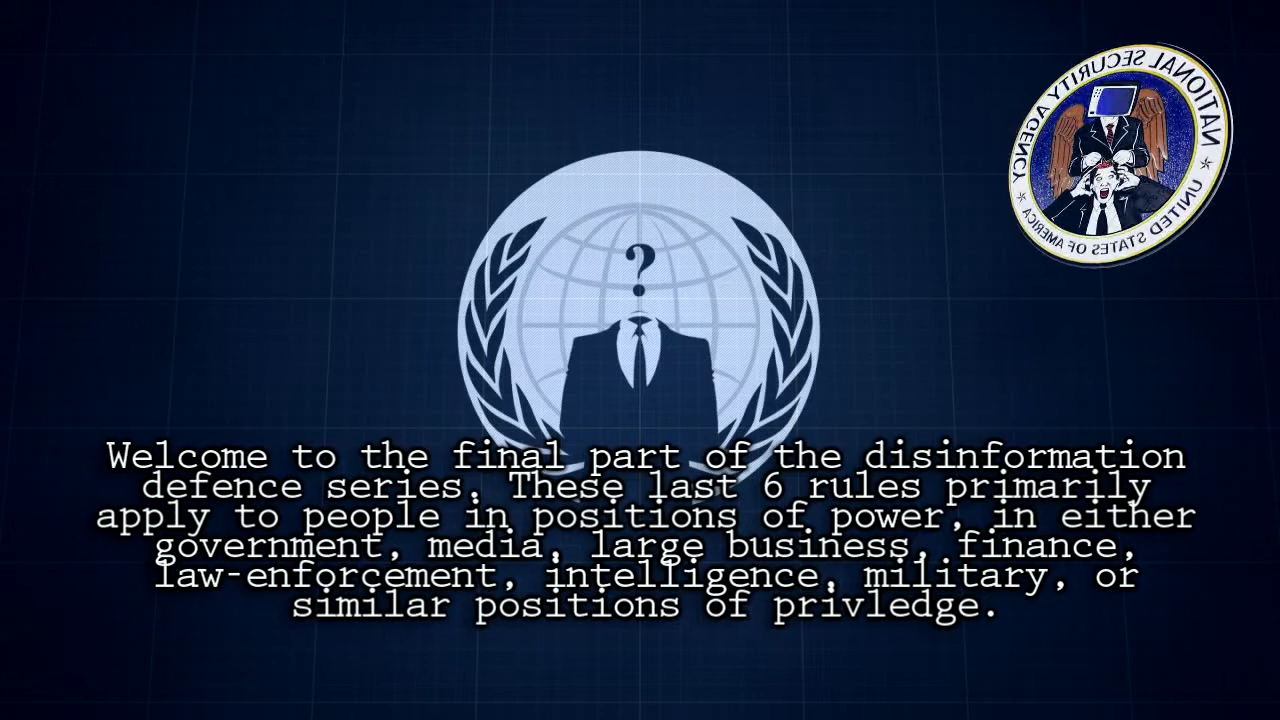 NATIONAL SECURITY AGENCY
UNITED STATES OF AMERICA
?
Welcome to the final part of the disinformation
defence series. These last 6 rules primarily
apply to people in positions of power, in either
government, media, large business, finance,
law-enforcement, intelligence, military, or
similar positions of privledge.